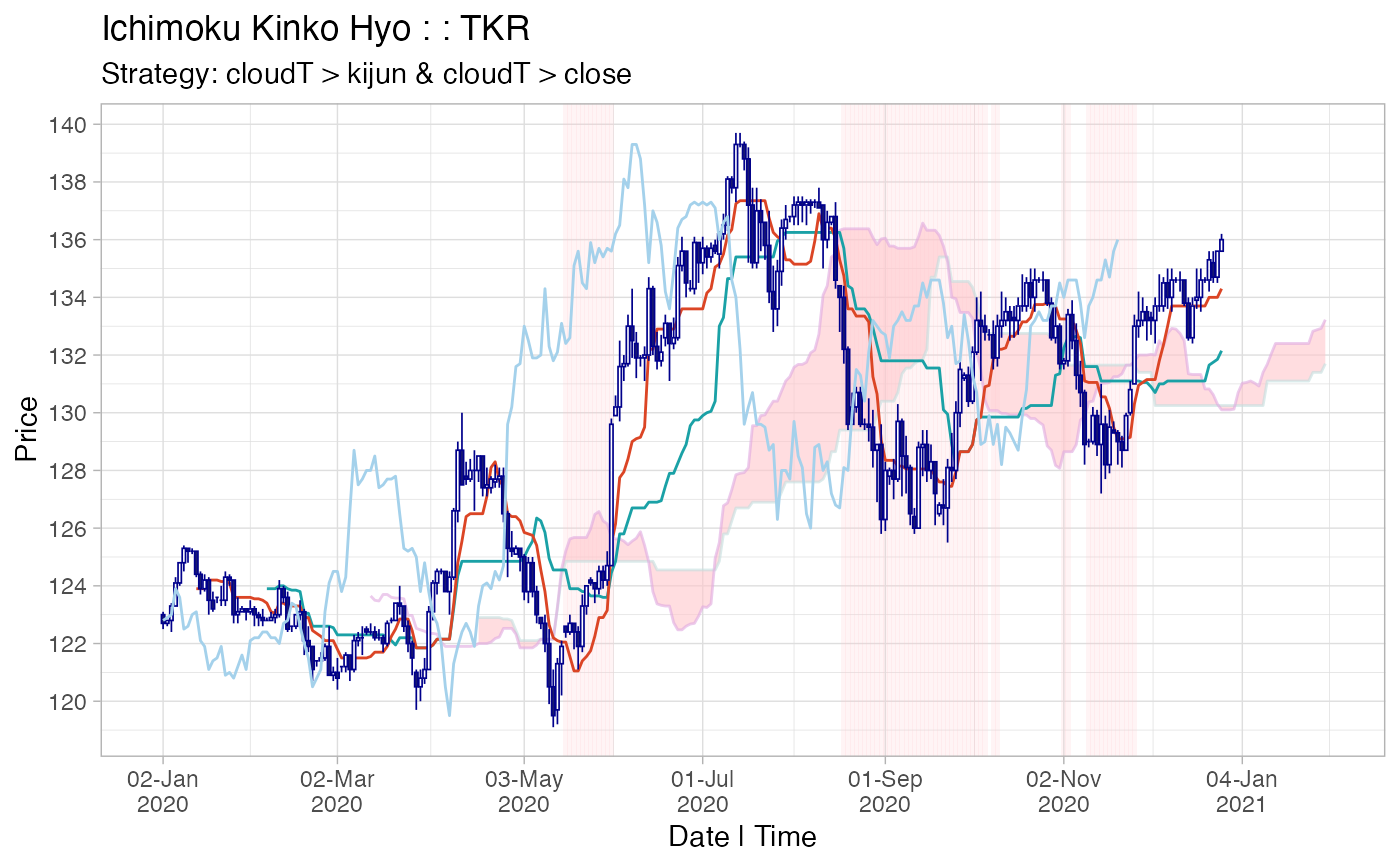 Ichimoku Kinko Hyo : : TKR
Strategy: cloudT > kijun & cloudT > close
Price
140
138
136
134
132
130
128
126
124
122
120
02-Jan 02-Mar 03-May 01-Jul 01-Sep 02-Nov 04-Jan
2020 2020 2020 2020 2020 2020 2021
Date | Time